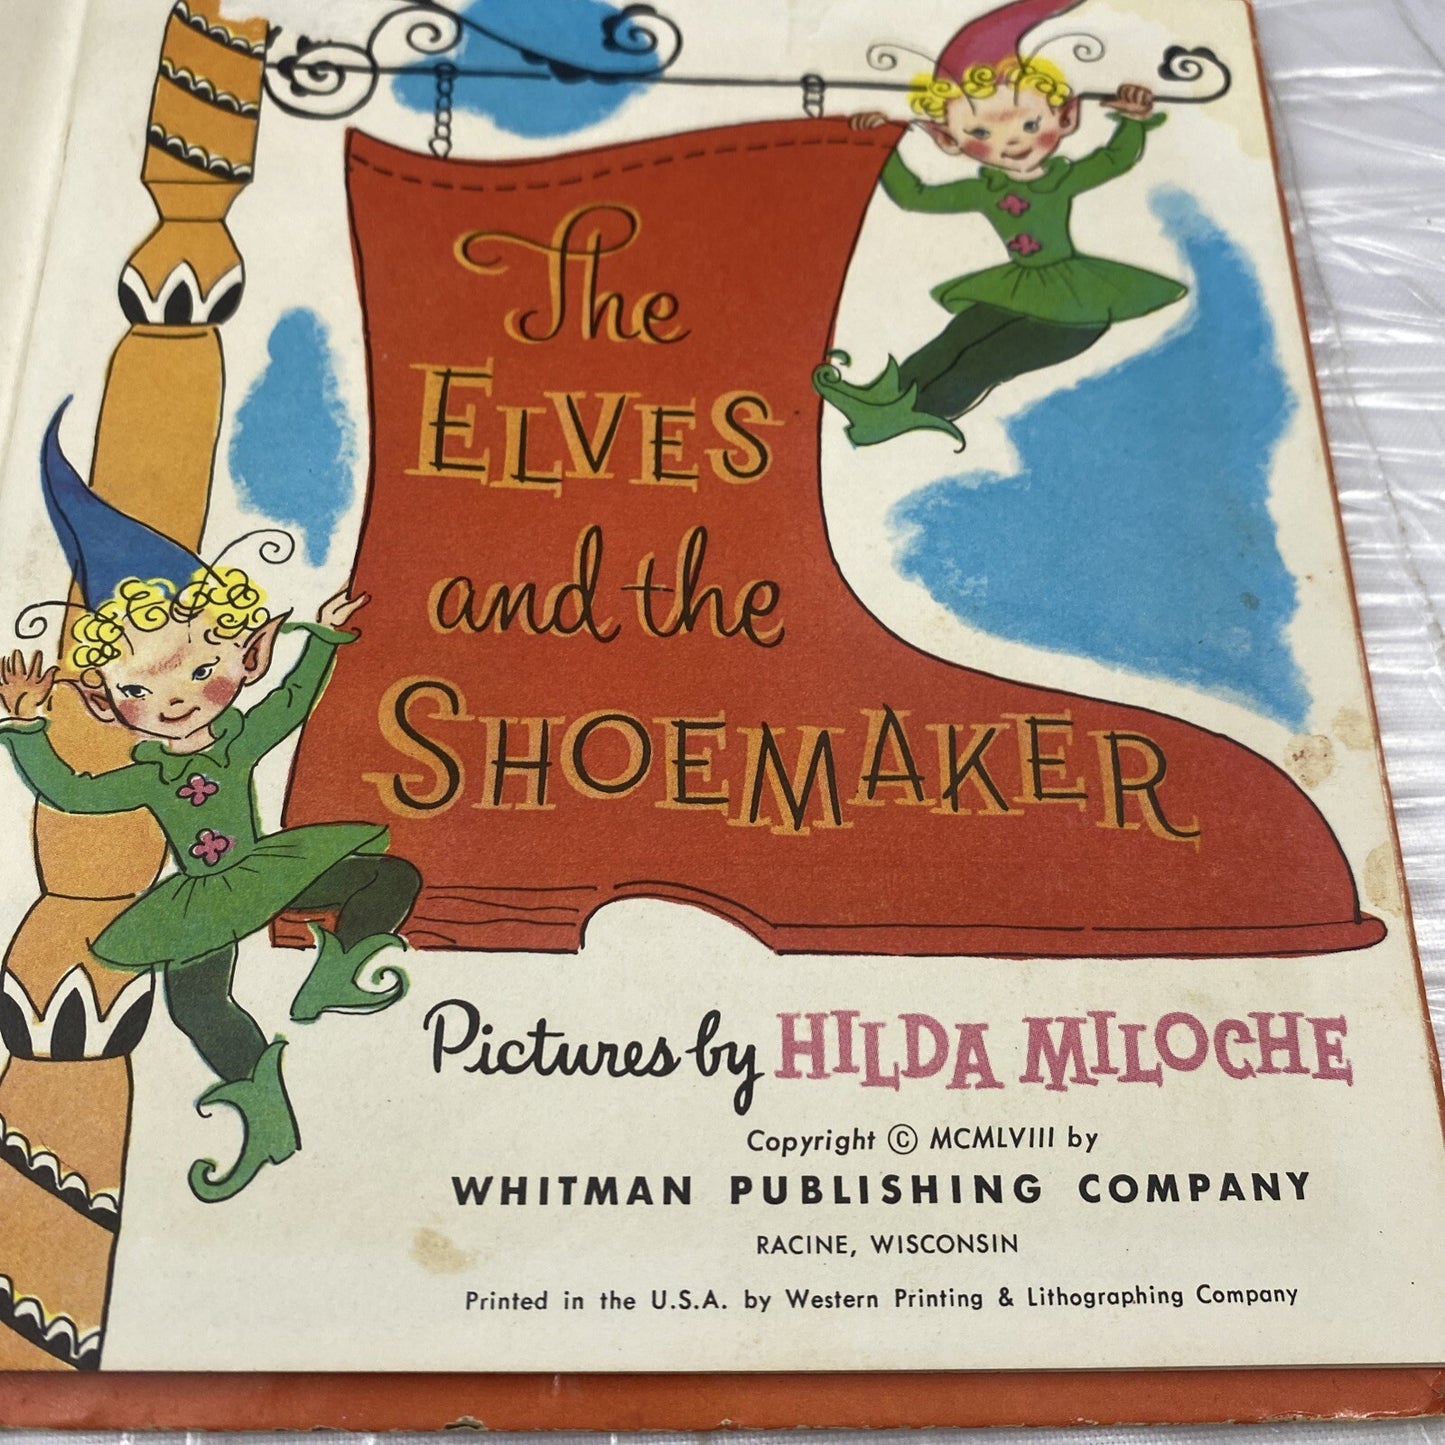 The
ELVES
and the
SHOEMAKER
Pictures by HILDA MILOCHE
Copyright © MCMLVIII by
WHITMAN PUBLISHING COMPANY
RACINE, WISCONSIN
Printed in the U.S.A. by Western Printing & Lithographing Company